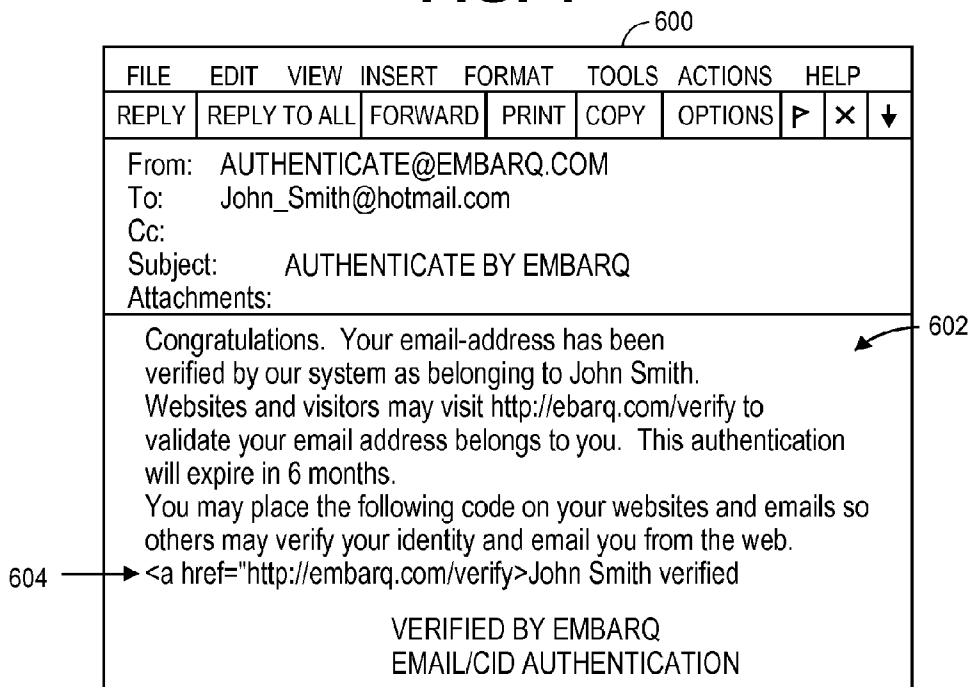 600
FILE EDIT VIEW INSERT FORMAT TOOLS ACTIONS HELP
REPLY REPLY TO ALL FORWARD PRINT COPY OPTIONS
From: AUTHENTICATE@EMBARQ.COM
To: John_Smith@hotmail.com
Cc:
Subject: AUTHENTICATE BY EMBARQ
Attachments:
602
Congratulations. Your email-address has been
verified by our system as belonging to John Smith.
Websites and visitors may visit http://ebarq.com/verify to
validate your email address belongs to you. This authentication
will expire in 6 months.
You may place the following code on your websites and emails so
others may verify your identity and email you from the web.
604 <a href="http://embarq.com/verify>John Smith verified
VERIFIED BY EMBARQ
EMAIL/CID AUTHENTICATION